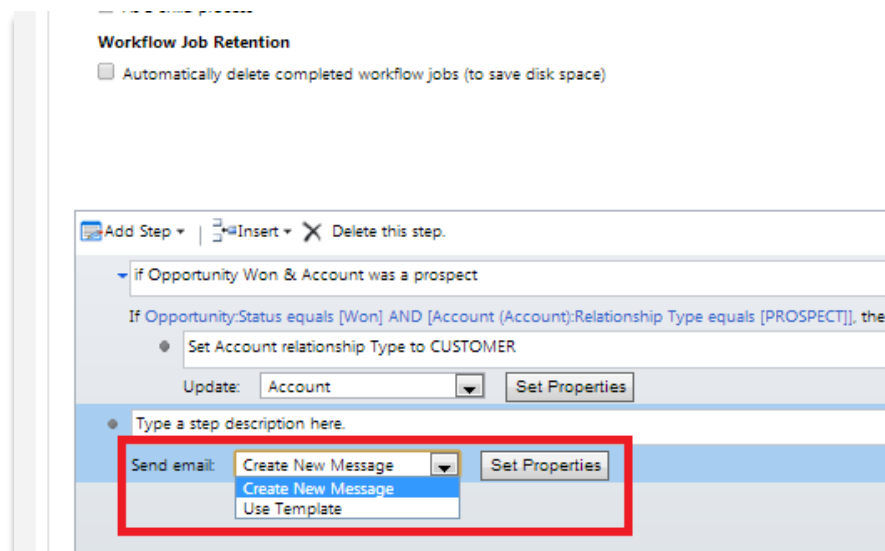 Workflow Job Retention
Automatically delete completed workflow jobs (to save disk space)
Add Step | Insert Delete this step.
if Opportunity Won & Account was a prospect
If Opportunity:Status equals [Won] AND [Account (Account):Relationship Type equals [PROSPECT]], the
Set Account relationship Type to CUSTOMER
Update: Account Set Properties
Type a step description here.
Send email: Create New Message Set Properties
Create New Message
Use Template